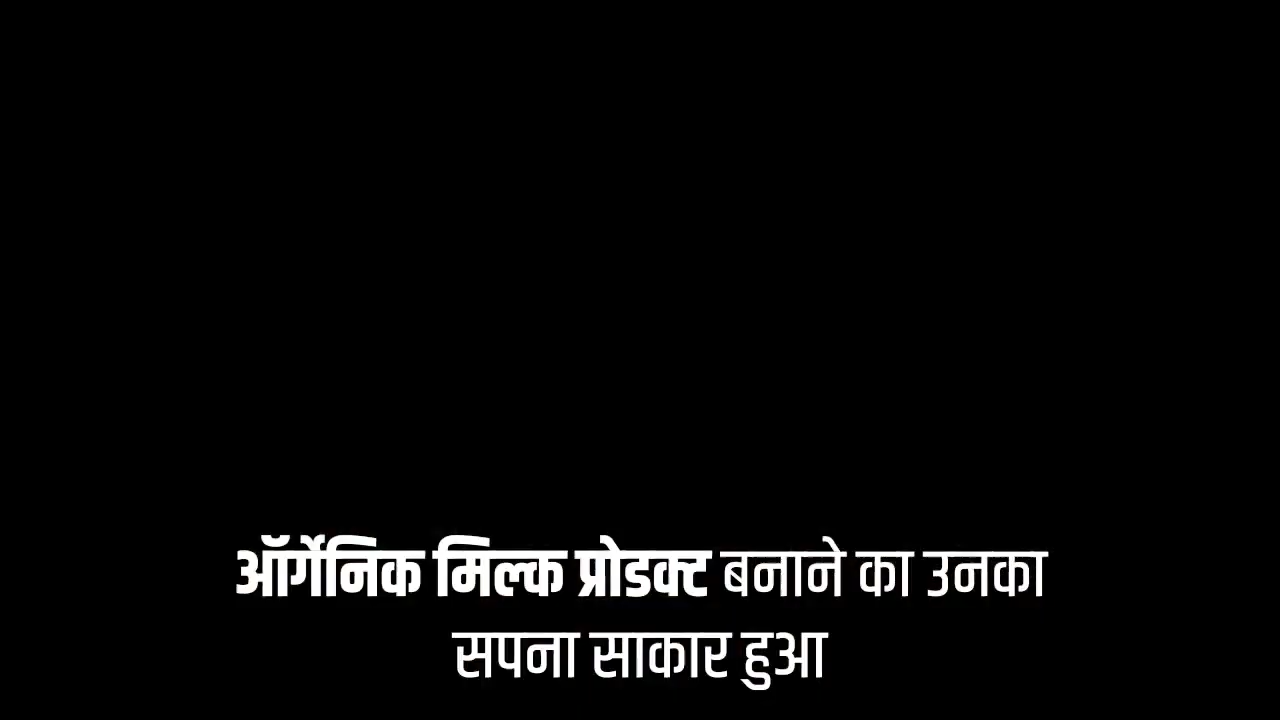 ऑर्गेनिक मिल्क प्रोडक्ट बनाने का उनका
सपना साकार हुआ